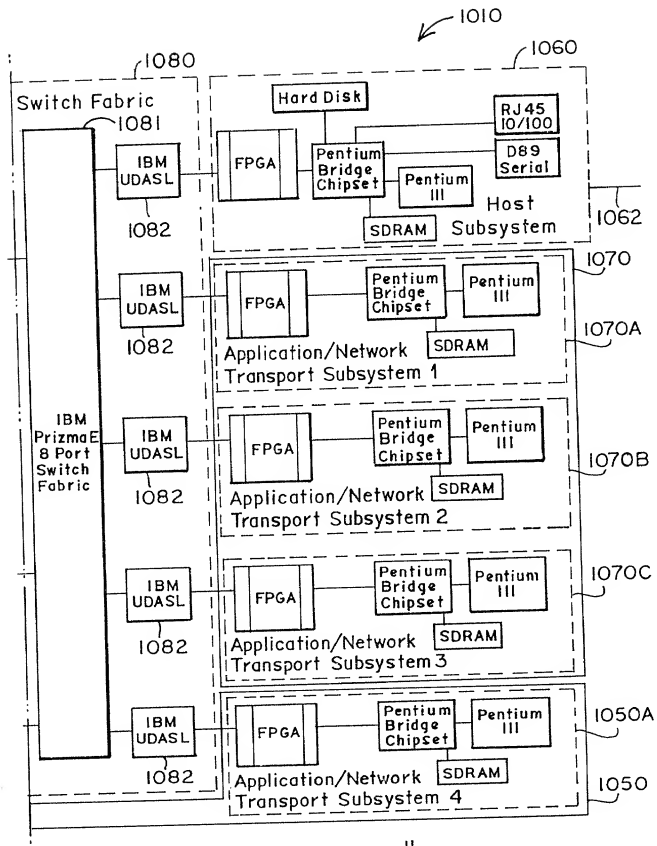 1010
1080
1060
Switch Fabric
1081
Hard Disk
RJ45
10/100
D89
Serial
IBM
UDASL
FPGA
Pentium
Bridge
Chipset
Pentium
III
SDRAM
Host
Subsystem
1082
1062
1070
IBM
UDASL
1082
FPGA
Pentium
Bridge
Chipset
Pentium
III
SDRAM
Application/Network
Transport Subsystem 1
1070A
IBM
PrizmaE
8 Port
Switch
Fabric
IBM
UDASL
1082
FPGA
Pentium
Bridge
Chipset
Pentium
III
SDRAM
Application/Network
Transport Subsystem 2
1070B
IBM
UDASL
1082
FPGA
Pentium
Bridge
Chipset
Pentium
III
SDRAM
Application/Network
Transport Subsystem 3
1070C
IBM
UDASL
1082
FPGA
Pentium
Bridge
Chipset
Pentium
III
SDRAM
Application/Network
Transport Subsystem 4
1050A
1050